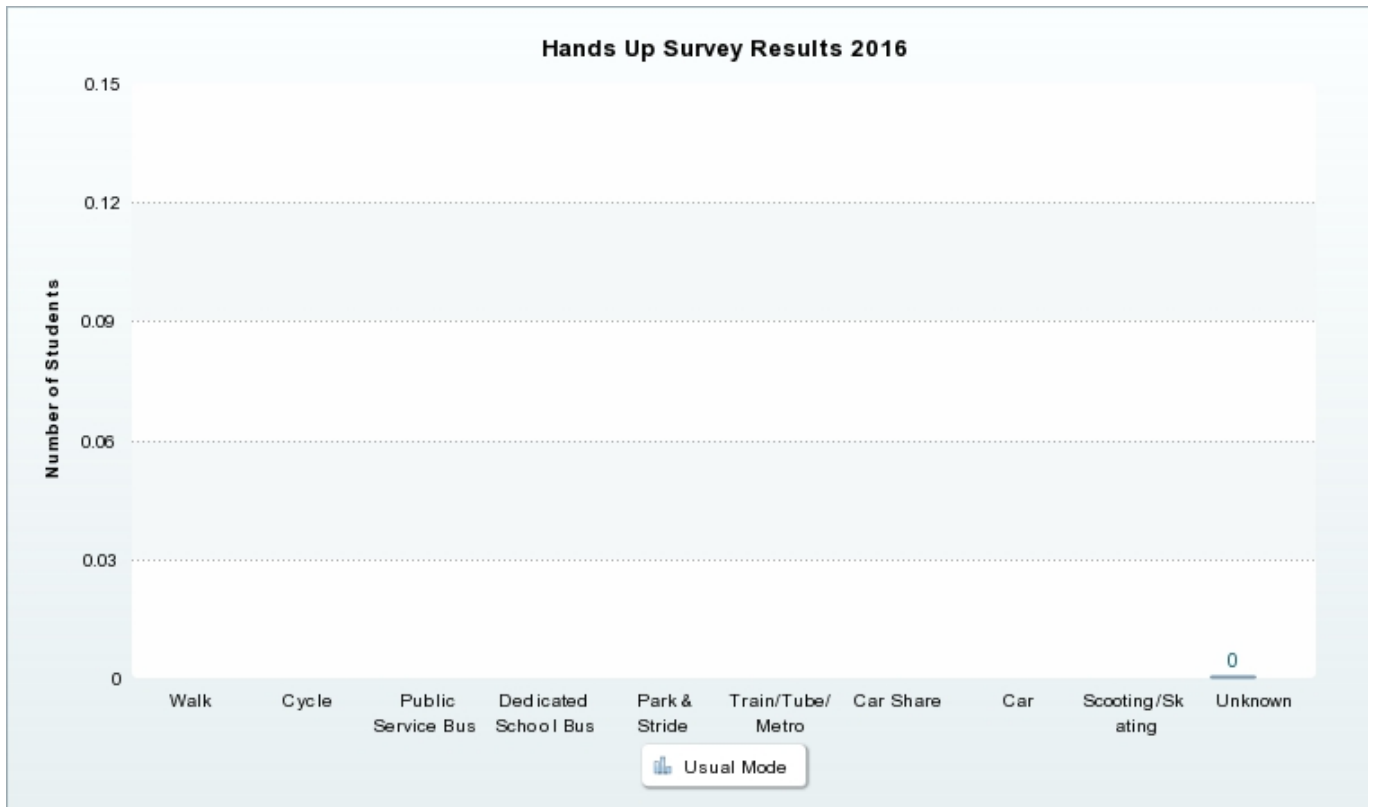 Hands Up Survey Results 2016
0.15
0.12
0.09
0.06
0.03
0
Number of Students
0
Walk
Cycle
Public
Service Bus
Dedicated
School Bus
Park &
Stride
Train/Tube/
Metro
Car Share
Car
Scooting/Sk
ating
Unknown
Usual Mode